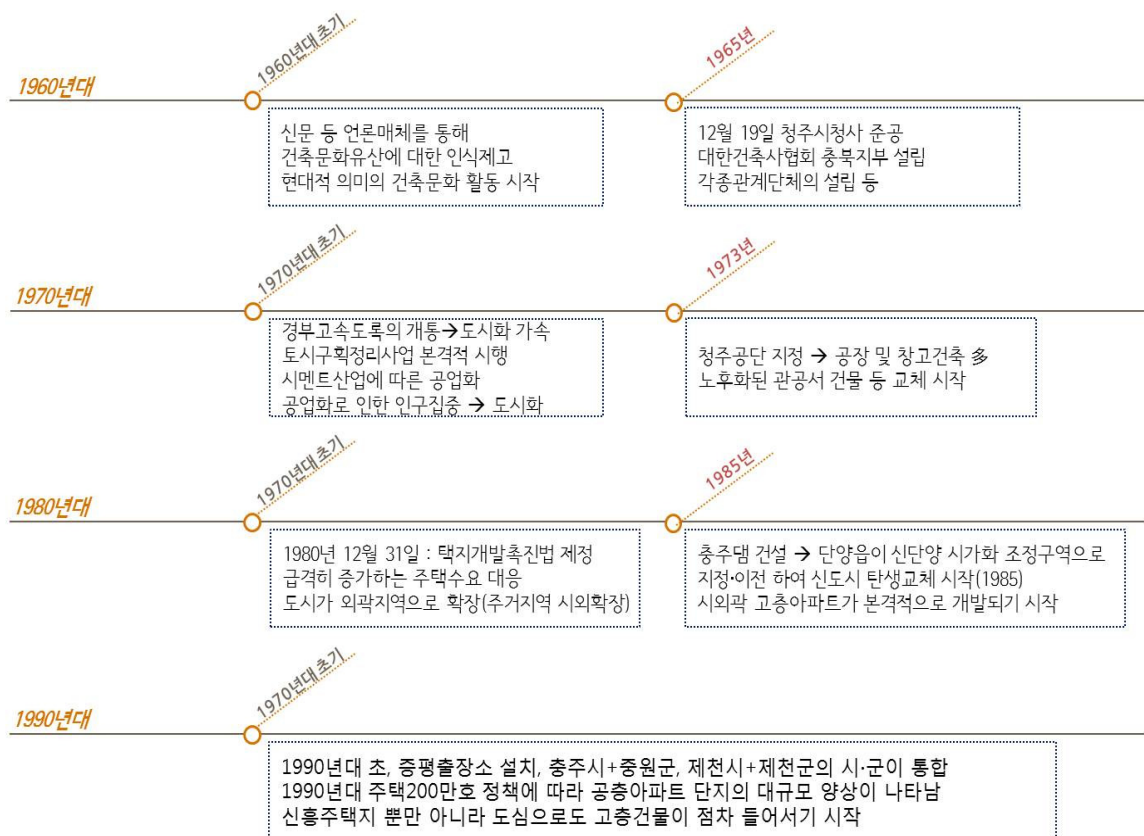 1960년대초기
1965년
1960년대
신문 등 언론매체를 통해
건축문화유산에 대한 인식제고
현대적 의미의 건축문화 활동 시작
12월 19일 청주시청사 준공
대한건축사협회 충북지부 설립
각종관계단체의 설립 등
1970년대초기
1973년
1970년대
경부고속도록의 개통→도시화 가속
토시구획정리사업 본격적 시행
시멘트산업에 따른 공업화
공업화로 인한 인구집중 → 도시화
청주공단 지정 → 공장 및 창고건축 多
노후화된 관공서 건물 등 교체 시작
1970년대초기
1985년
1980년대
1980년 12월 31일 : 택지개발촉진법 제정
급격히 증가하는 주택수요 대응
도시가 외곽지역으로 확장(주거지역 시외확장)
충주댐 건설 → 단양읍이 신단양 시가화 조정구역으로
지정·이전 하여 신도시 탄생교체 시작(1985)
시외곽 고층아파트가 본격적으로 개발되기 시작
1970년대초기
1990년대
1990년대 초, 증평출장소 설치, 충주시+중원군, 제천시+제천군의 시·군이 통합
1990년대 주택200만호 정책에 따라 공층아파트 단지의 대규모 양상이 나타남
신흥주택지 뿐만 아니라 도심으로도 고층건물이 점차 들어서기 시작